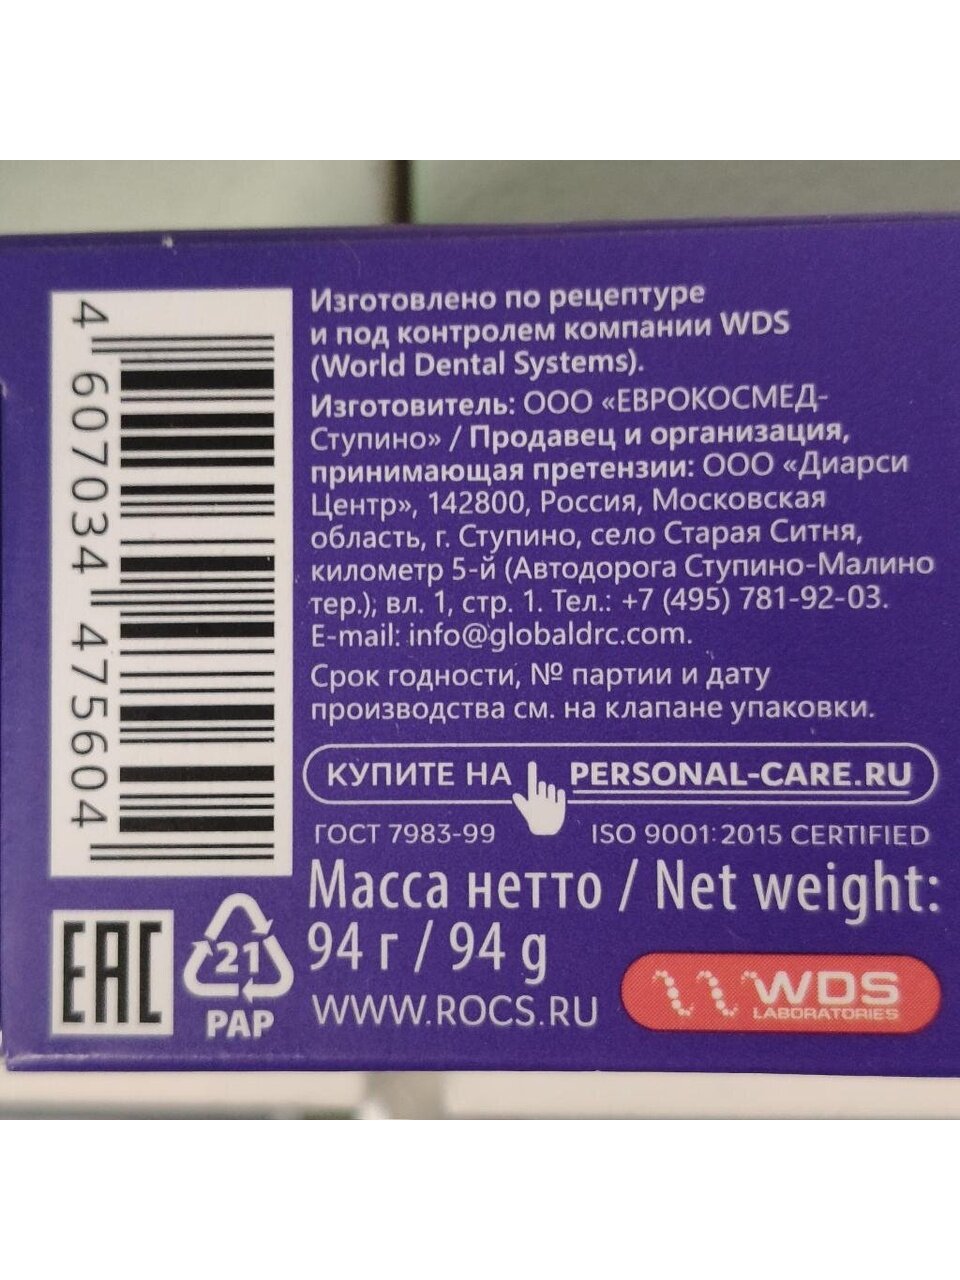 4 607034 475604
Изготовлено по рецептуре
и под контролем компании WDS
(World Dental Systems).
Изготовитель: ООО «ЕВРОКОСМЕД-
Ступино» / Продавец и организация,
принимающая претензии: ООО «Диарси
Центр», 142800, Россия, Московская
область, г. Ступино, село Старая Ситня,
километр 5-й (Автодорога Ступино-Малино
тер.); вл. 1, стр. 1. Тел.: +7 (495) 781-92-03.
E-mail: info@globaldrc.com.
Срок годности, № партии и дату
производства см. на клапане упаковки.
КУПИТЕ НА PERSONAL-CARE.RU
ГОСТ 7983-99 ISO 9001:2015 CERTIFIED
Масса нетто / Net weight:
94 г / 94 g
WWW.ROCS.RU
EAC
21
PAP
WDS
LABORATORIES